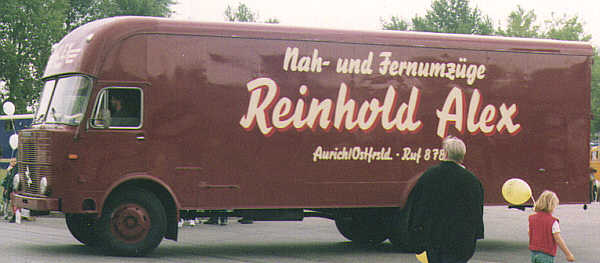 Nah- und Fernumzüge
Reinhold Alex
Aurich/Ostfrsld. · Ruf 878